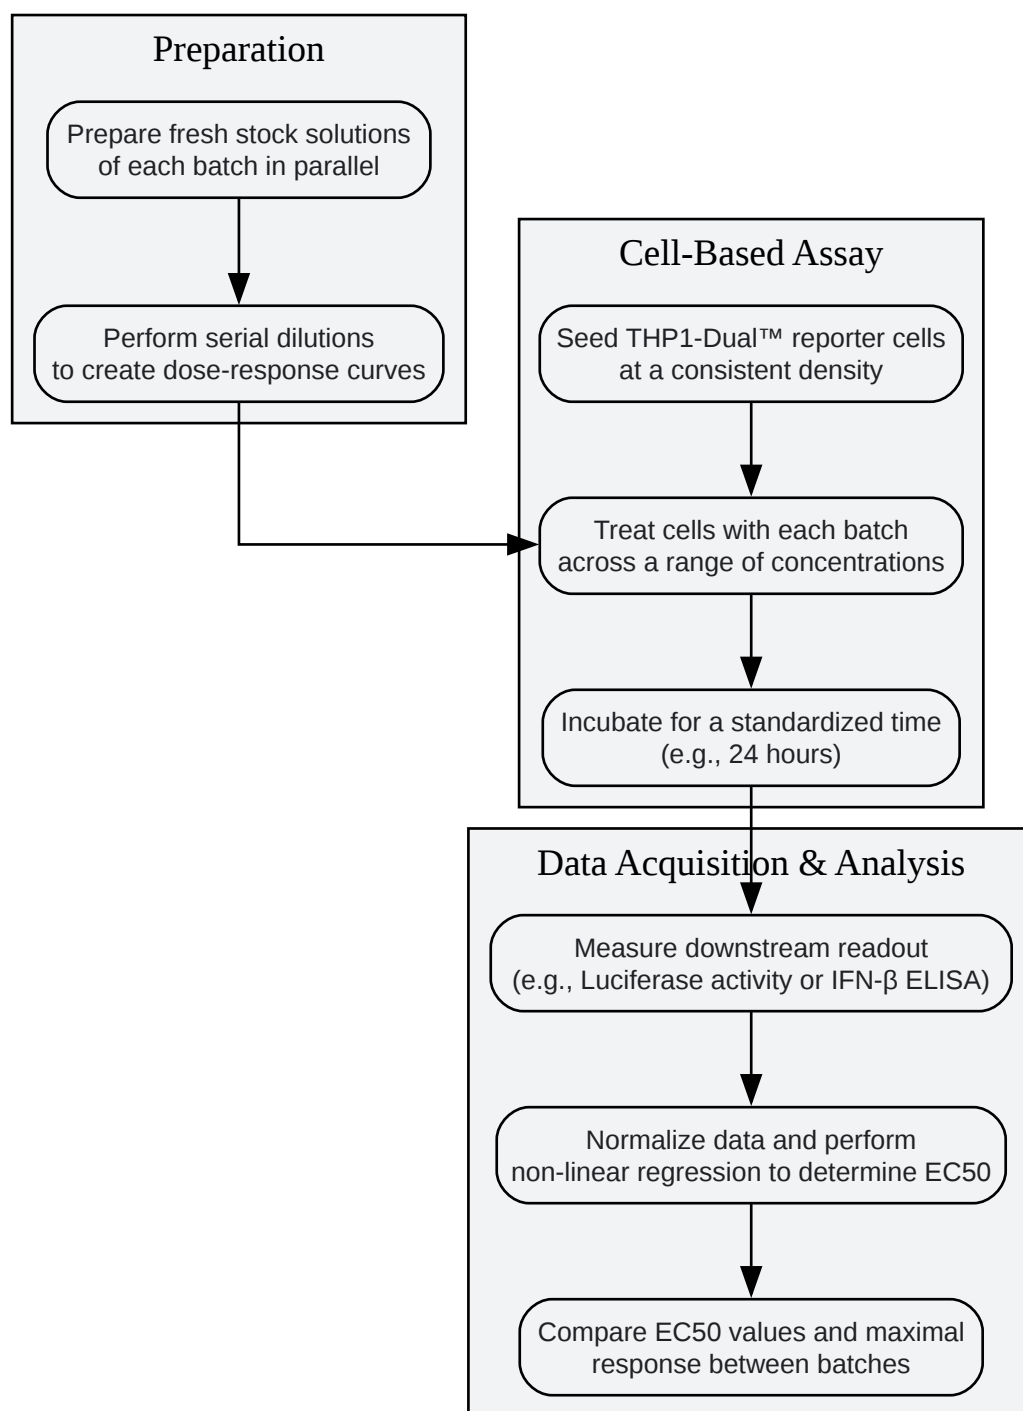 Preparation
Prepare fresh stock solutions
of each batch in parallel
Perform serial dilutions
to create dose-response curves
Cell-Based Assay
Seed THP1-Dual™ reporter cells
at a consistent density
Treat cells with each batch
across a range of concentrations
Incubate for a standardized time
(e.g., 24 hours)
Data Acquisition & Analysis
Measure downstream readout
(e.g., Luciferase activity or IFN-β ELISA)
Normalize data and perform
non-linear regression to determine EC50
Compare EC50 values and maximal
response between batches